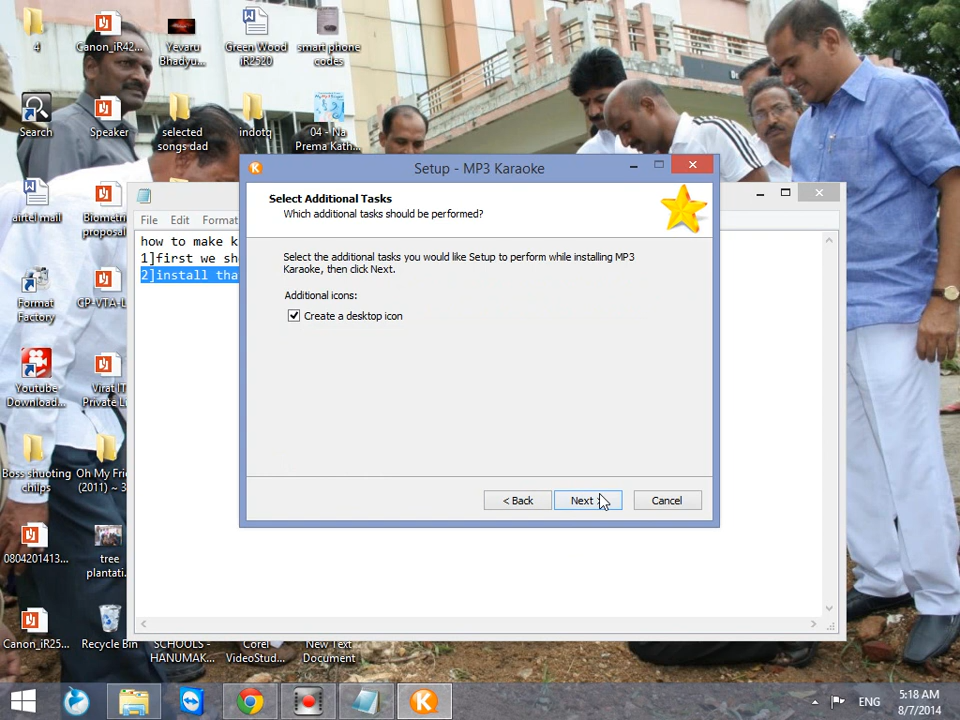 4
Canon_iR42...
Yevaru
Bhadyu...
Green Wood
iR2520
smart phone
codes
Search
Speaker
selected
songs dad
indotg
04 - Na
Prema Kath...
airtel mail
Biometri
proposal
Format
Factory
CP-VTA-L
Youtube
Download...
Virat IT
Private L
Boss shuoting
chiips
Oh My Frie
(2011) ~ 3
0804201413...
tree
plantati..
Canon_iR25...
Recycle Bin
SCHOOLS -
HANUMAK...
Corel
VideoStud...
New Text
Document
File Edit Format
how to make k
1]first we sh
2]install tha
Setup - MP3 Karaoke
Select Additional Tasks
Which additional tasks should be performed?
Select the additional tasks you would like Setup to perform while installing MP3
Karaoke, then click Next.
Additional icons:
Create a desktop icon
< Back
Next >
Cancel
ENG
5:18 AM
8/7/2014